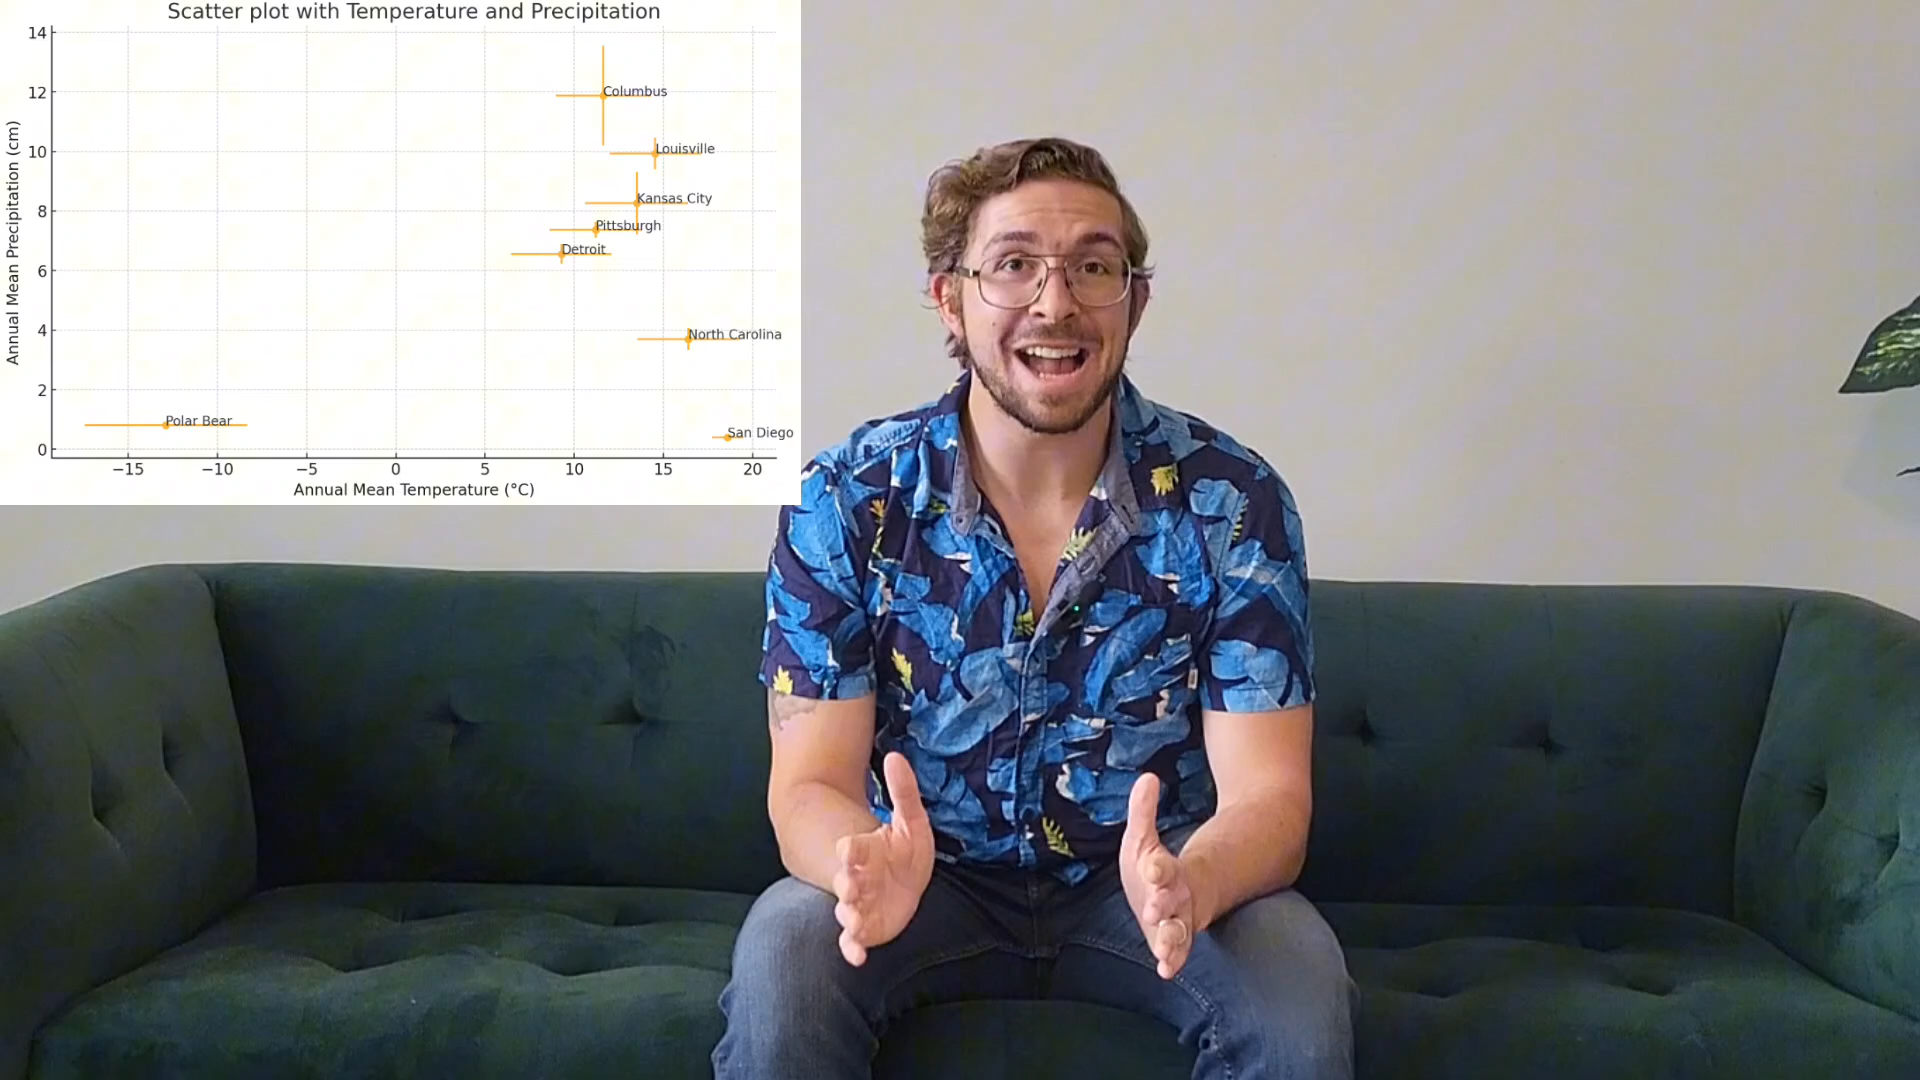 Scatter plot with Temperature and Precipitation
14
Columbus
12
Louisville
10
Kansas City
8
Pittsburgh
Detroit
6
North Carolina
4
2
Polar Bear
San Diego
0
−15 −10 −5 0 5 10 15 20
Annual Mean Temperature (°C)
Annual Mean Precipitation (cm)